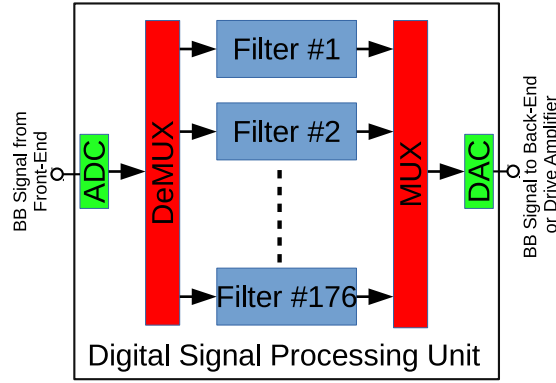 BB Signal from
Front-End
ADC
DeMUX
Filter #1
Filter #2
Filter #176
MUX
DAC
BB Signal to Back-End
or Drive Amplifier
Digital Signal Processing Unit